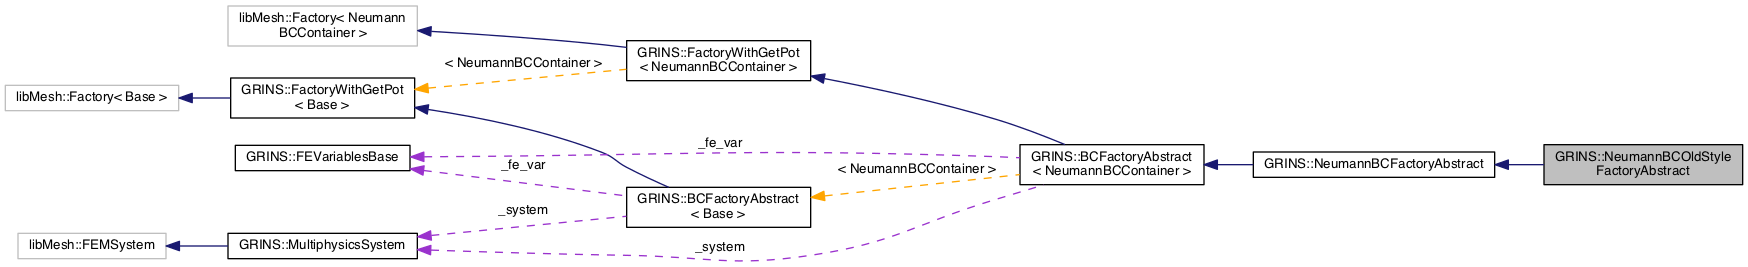 libMesh::Factory< Neumann
BCContainer >
GRINS::FactoryWithGetPot
< NeumannBCContainer >
< NeumannBCContainer >
libMesh::Factory< Base >
GRINS::FactoryWithGetPot
< Base >
_fe_var
GRINS::FEVariablesBase
_fe_var
< NeumannBCContainer >
GRINS::BCFactoryAbstract
< NeumannBCContainer >
GRINS::NeumannBCFactoryAbstract
GRINS::NeumannBCOldStyle
FactoryAbstract
GRINS::BCFactoryAbstract
< Base >
_system
libMesh::FEMSystem
GRINS::MultiphysicsSystem
_system